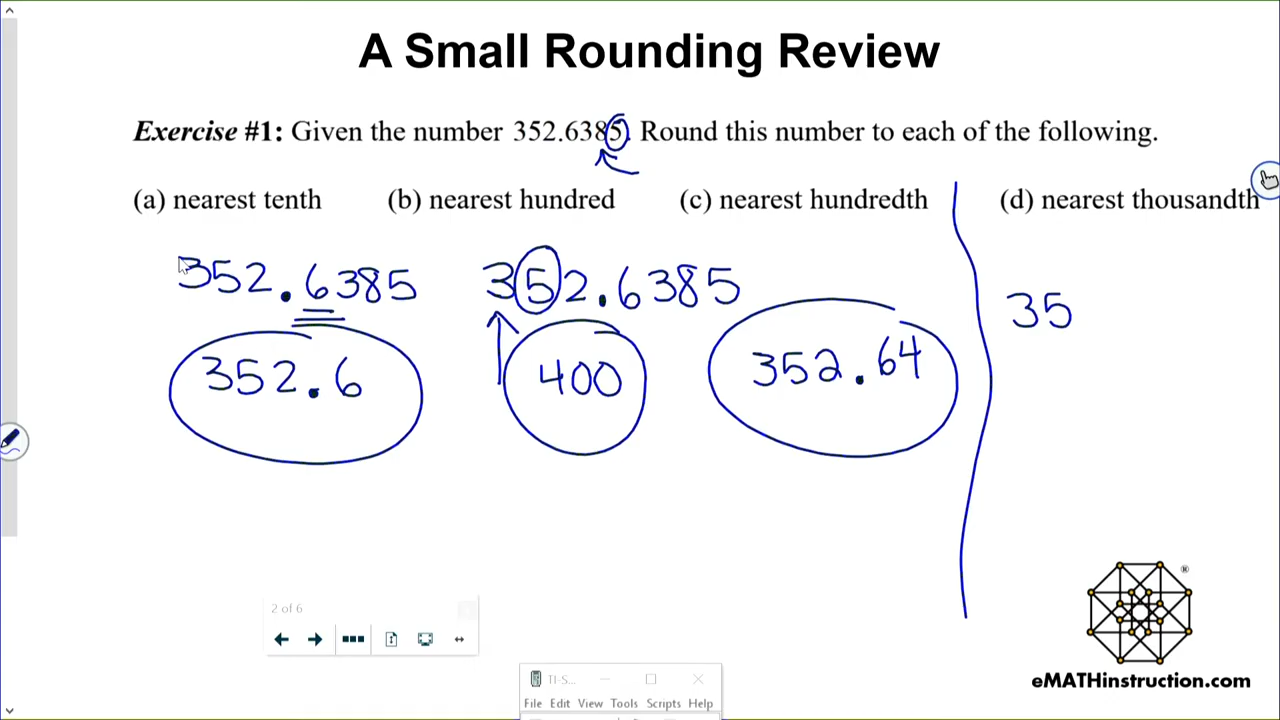 A Small Rounding Review
Exercise #1: Given the number 352.6385. Round this number to each of the following.
(a) nearest tenth (b) nearest hundred (c) nearest hundredth (d) nearest thousandth
352.6385 352.6385
35
352.6 400 352.64
2 of 6
®
TI-S...
eMATHinstruction.com
File Edit View Tools Scripts Help